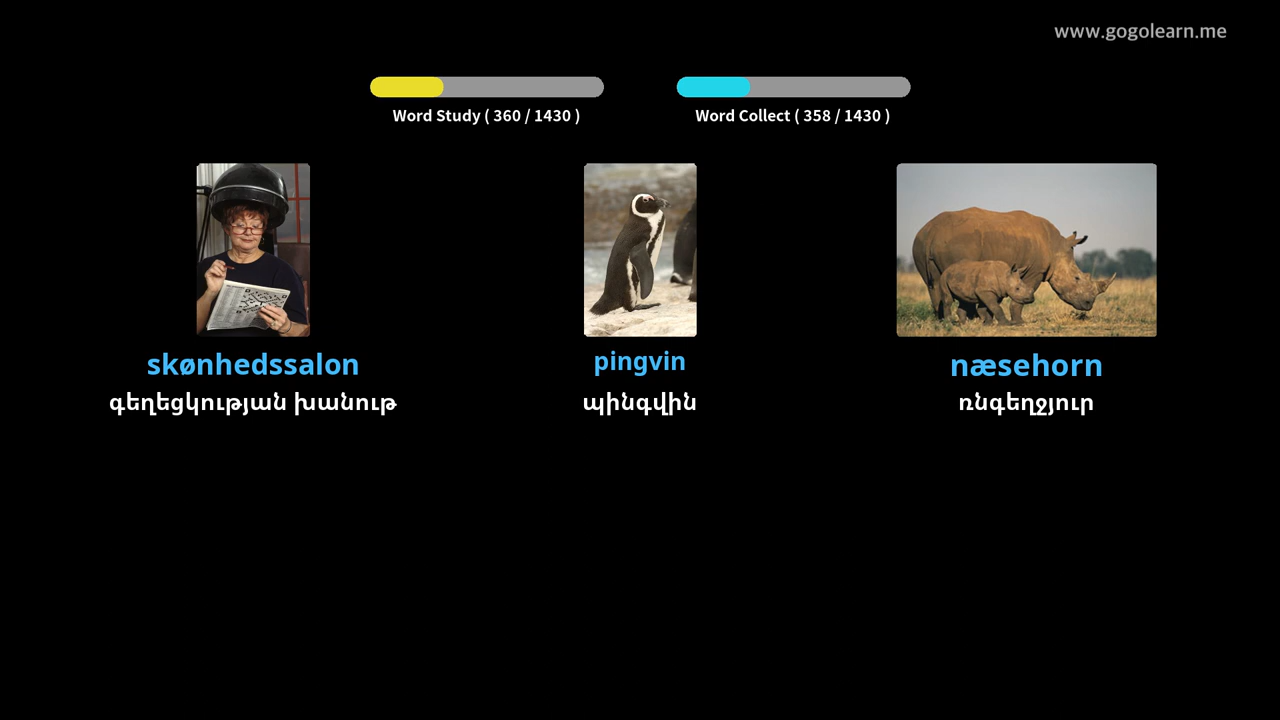 www.gogolearn.me
Word Study ( 360 / 1430 )
Word Collect ( 358 / 1430 )
skønhedssalon
գեղեցկության խանութ
pingvin
պինգվին
næsehorn
ռնգեղջյուր